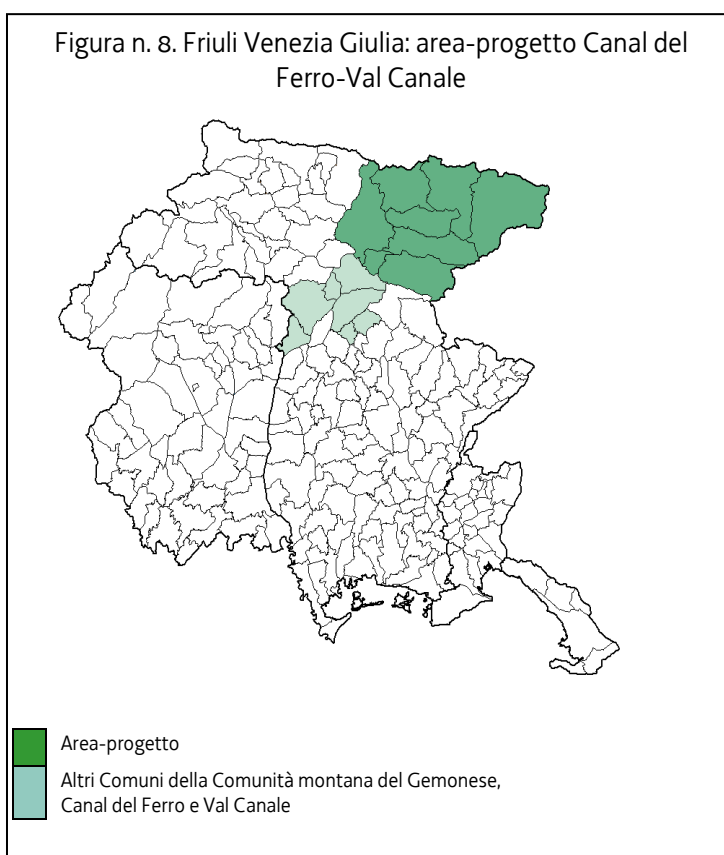 Figura n. 8. Friuli Venezia Giulia: area-progetto Canal del
Ferro-Val Canale
Area-progetto
Altri Comuni della Comunità montana del Gemonese,
Canal del Ferro e Val Canale